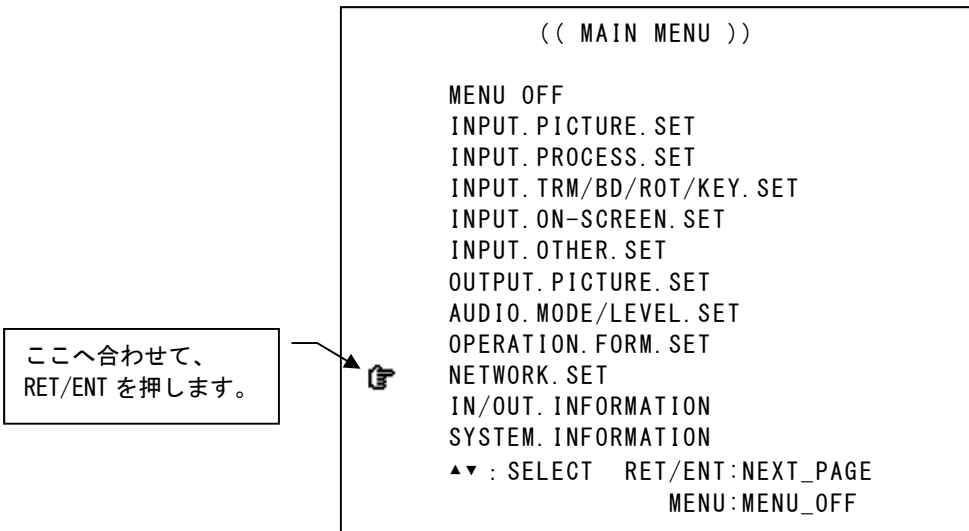 (( MAIN MENU ))
MENU OFF
INPUT.PICTURE.SET
INPUT.PROCESS.SET
INPUT.TRM/BD/ROT/KEY.SET
INPUT.ON-SCREEN.SET
INPUT.OTHER.SET
OUTPUT.PICTURE.SET
AUDIO.MODE/LEVEL.SET
OPERATION.FORM.SET
NETWORK.SET
IN/OUT.INFORMATION
SYSTEM.INFORMATION
▲▼:SELECT RET/ENT:NEXT_PAGE
MENU:MENU_OFF
ここへ合わせて、
RET/ENT を押します。